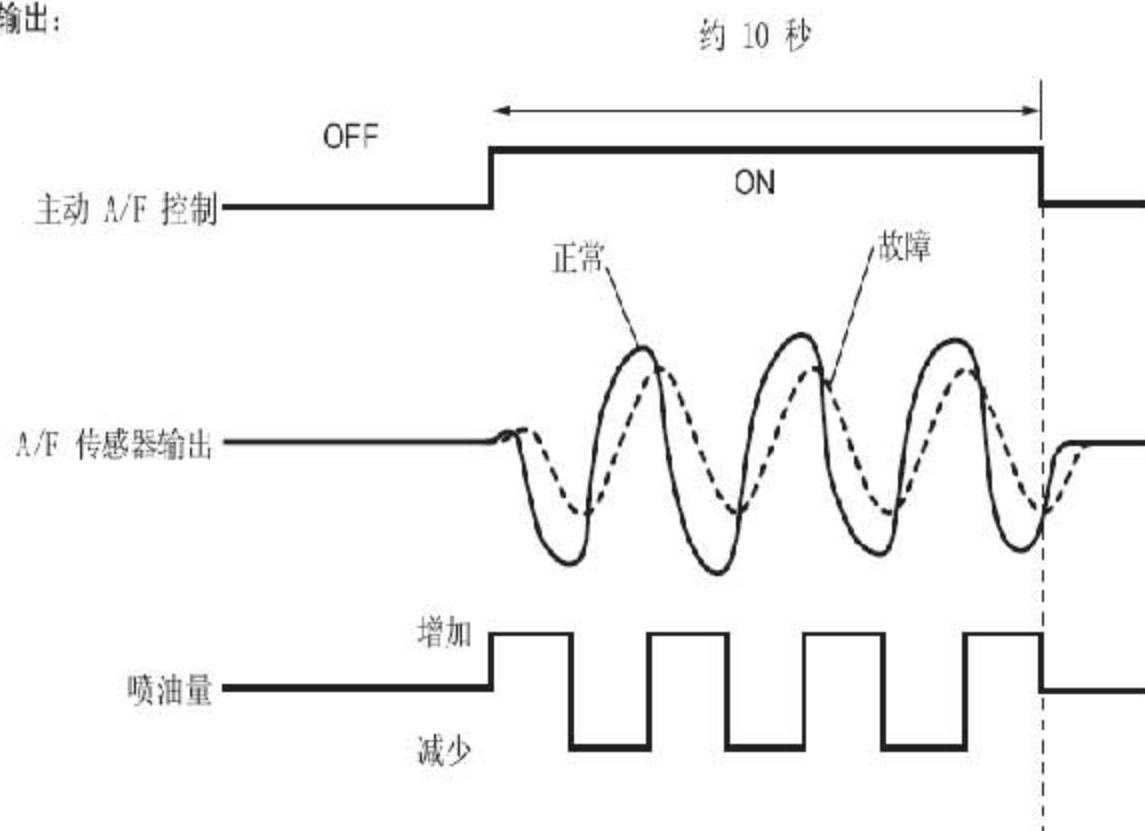 输出:
约 10 秒
OFF
ON
主动 A/F 控制
正常
故障
A/F 传感器输出
增加
喷油量
减少